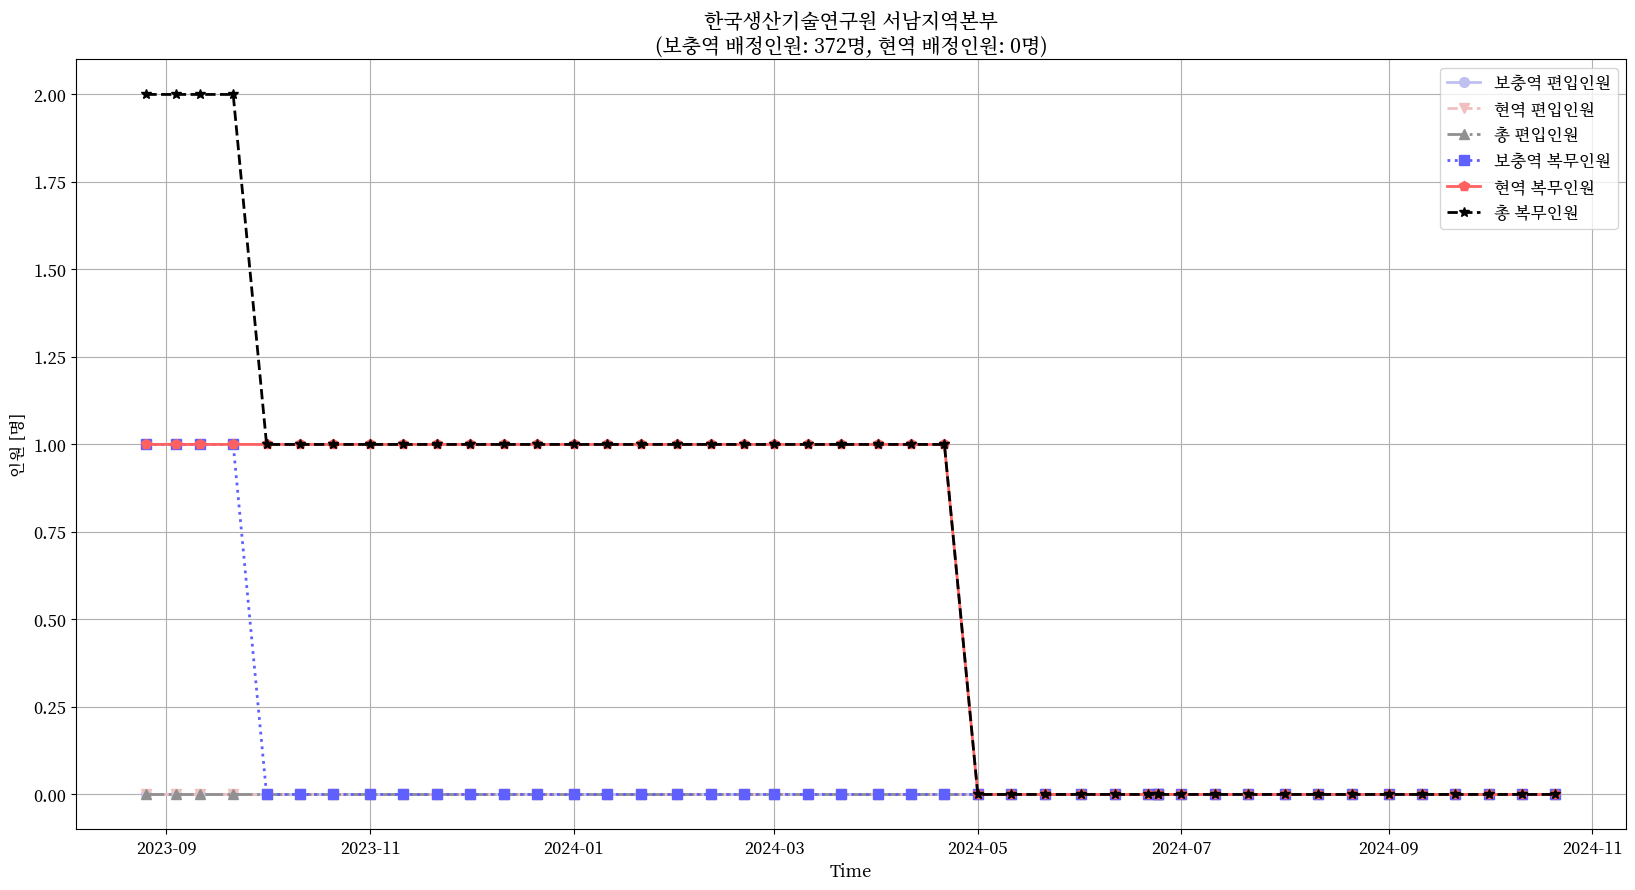 한국생산기술연구원 서남지역본부
(보충역 배정인원: 372명, 현역 배정인원: 0명)
보충역 편입인원
현역 편입인원
총 편입인원
보충역 복무인원
현역 복무인원
총 복무인원
2.00
1.75
1.50
1.25
1.00
0.75
0.50
0.25
0.00
인원 [명]
2023-09 2023-11 2024-01 2024-03 2024-05 2024-07 2024-09 2024-11
Time